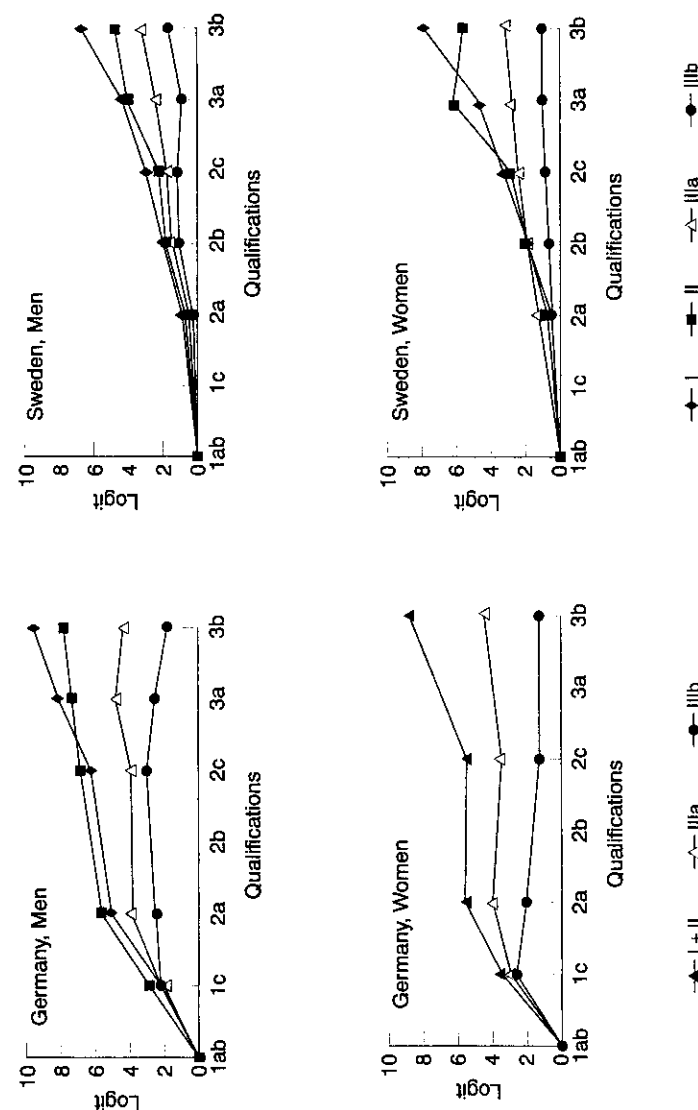 Germany, Men
10
8
6
4
2
0
Logit
1ab 1c 2a 2b 2c 3a 3b
Qualifications
Sweden, Men
10
8
6
4
2
0
Logit
1ab 1c 2a 2b 2c 3a 3b
Qualifications
Germany, Women
10
8
6
4
2
0
Logit
1ab 1c 2a 2b 2c 3a 3b
Qualifications
Sweden, Women
10
8
6
4
2
0
Logit
1ab 1c 2a 2b 2c 3a 3b
Qualifications
I + II IIIa IIIb
I II IIIa IIIb